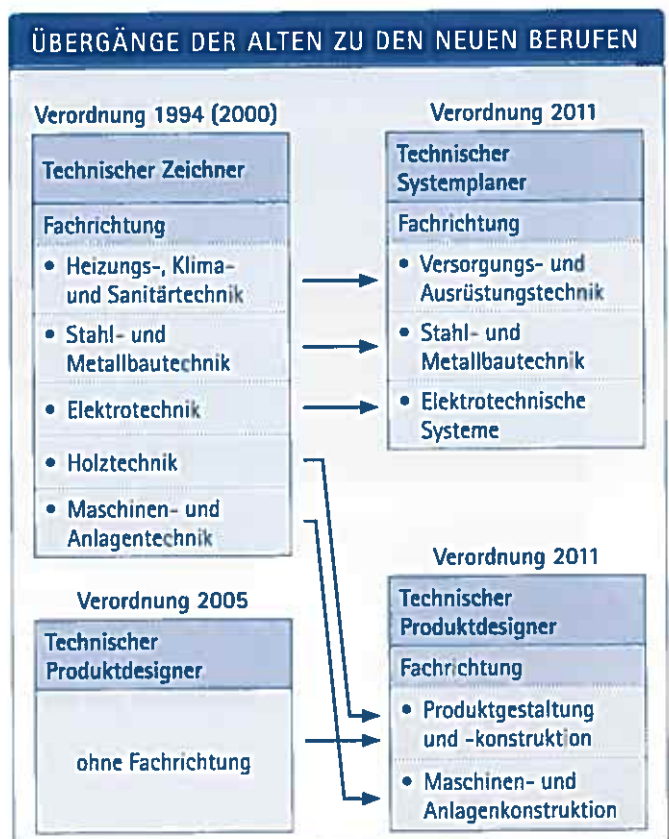 ÜBERGÄNGE DER ALTEN ZU DEN NEUEN BERUFEN
Verordnung 1994 (2000)
Technischer Zeichner
Fachrichtung
• Heizungs-, Klima-
und Sanitärtechnik
• Stahl- und
Metallbautechnik
• Elektrotechnik
• Holztechnik
• Maschinen- und
Anlagentechnik
Verordnung 2011
Technischer
Systemplaner
Fachrichtung
• Versorgungs- und
Ausrüstungstechnik
• Stahl- und
Metallbautechnik
• Elektrotechnische
Systeme
Verordnung 2005
Technischer
Produktdesigner
ohne Fachrichtung
Verordnung 2011
Technischer
Produktdesigner
Fachrichtung
• Produktgestaltung
und -konstruktion
• Maschinen- und
Anlagenkonstruktion